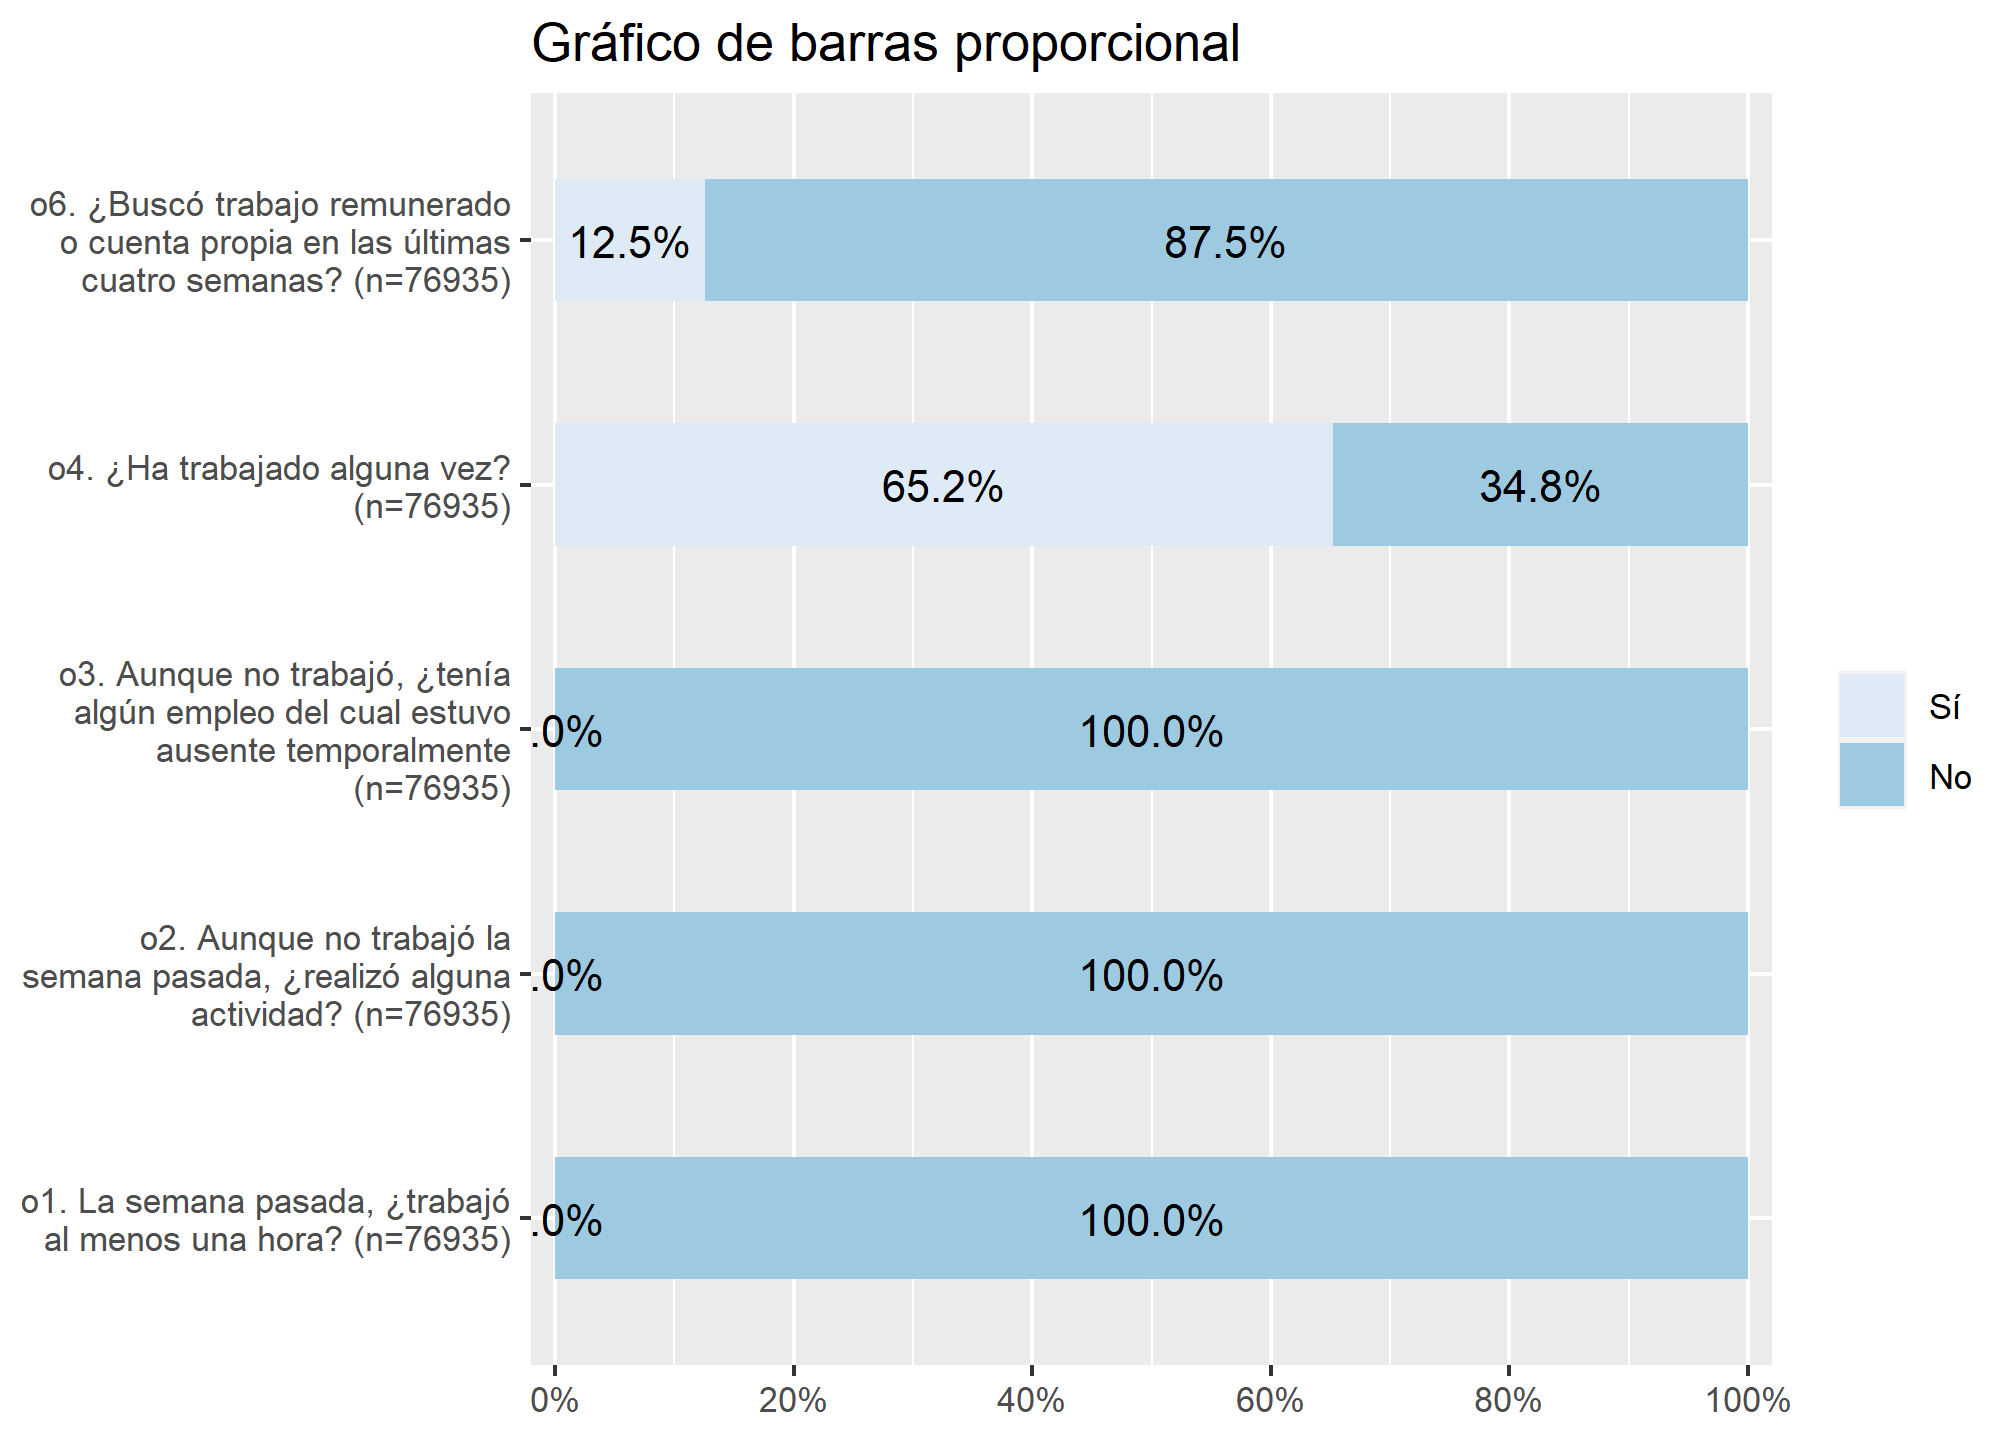 Gráfico de barras proporcional
o6. ¿Buscó trabajo remunerado
o cuenta propia en las últimas
cuatro semanas? (n=76935)
12.5%
87.5%
o4. ¿Ha trabajado alguna vez?
(n=76935)
65.2%
34.8%
o3. Aunque no trabajó, ¿tenía
algún empleo del cual estuvo
ausente temporalmente
(n=76935)
.0%
100.0%
o2. Aunque no trabajó la
semana pasada, ¿realizó alguna
actividad? (n=76935)
.0%
100.0%
o1. La semana pasada, ¿trabajó
al menos una hora? (n=76935)
.0%
100.0%
0%
20%
40%
60%
80%
100%
Sí
No